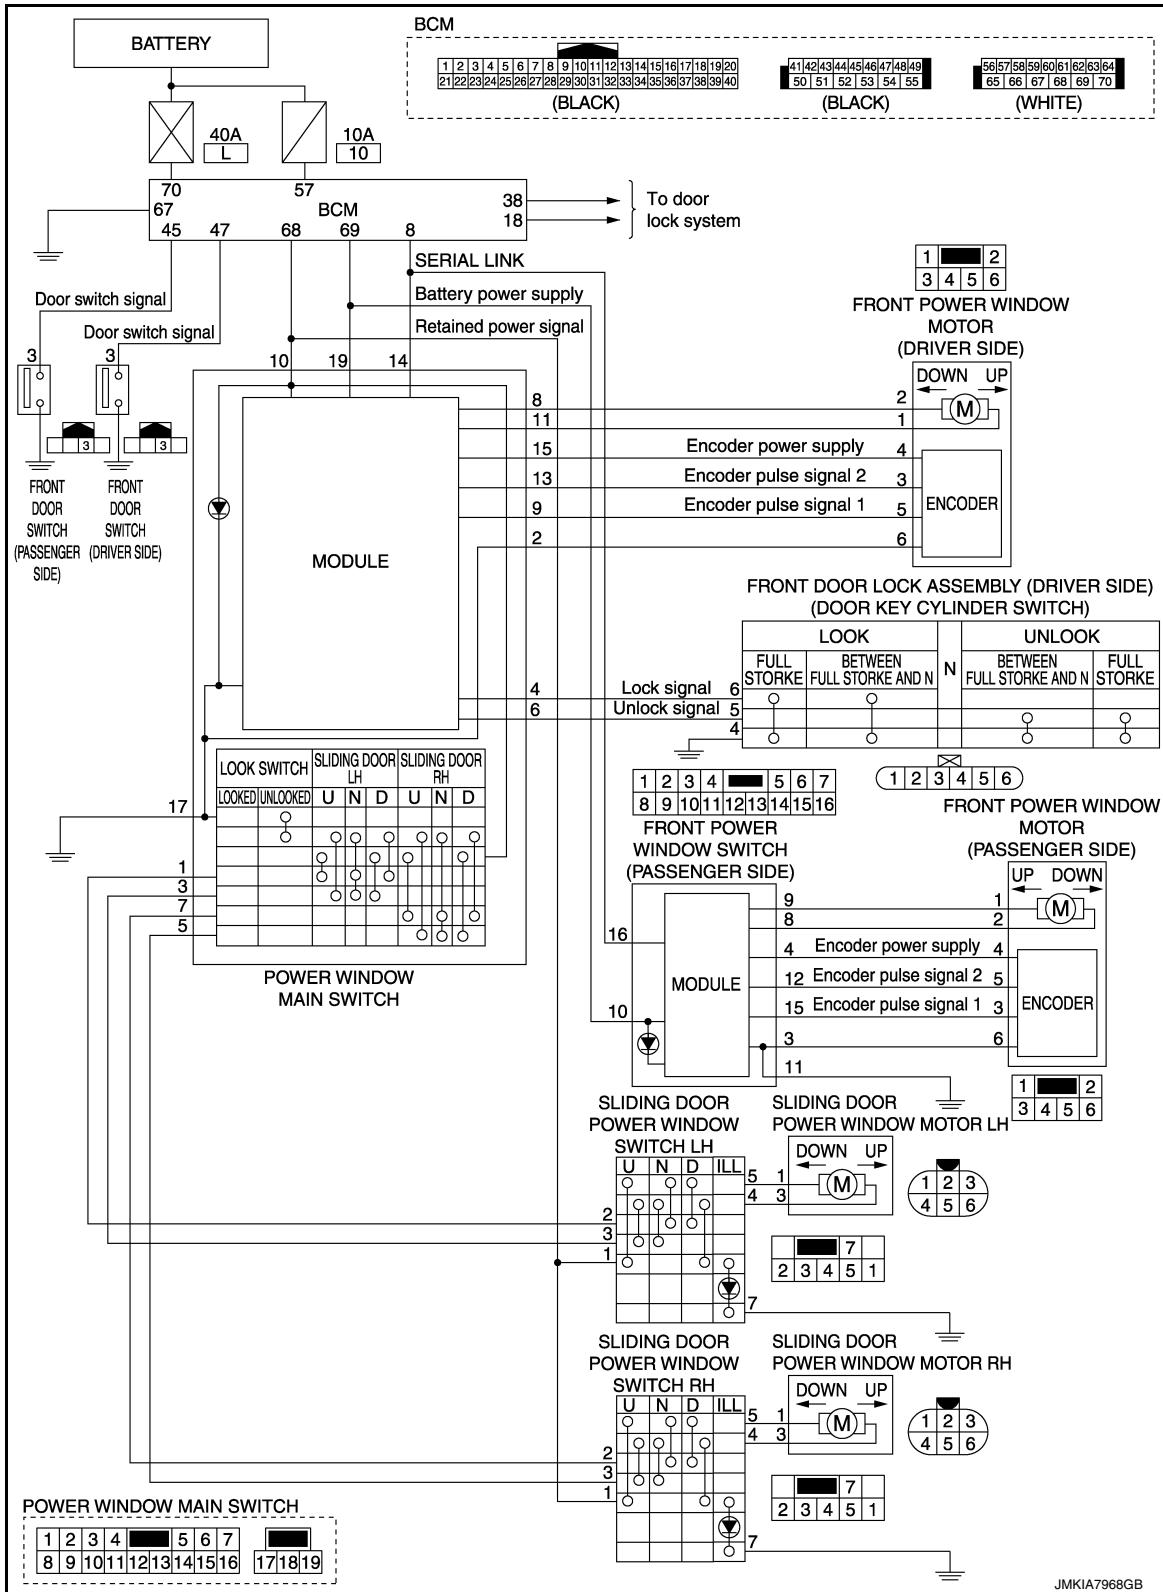 BCM
BATTERY
1 2 3 4 5 6 7 8 9 10 11 12 13 14 15 16 17 18 19 20
21 22 23 24 25 26 27 28 29 30 31 32 33 34 35 36 37 38 39 40
(BLACK)
41 42 43 44 45 46 47 48 49
50 51 52 53 54 55
(BLACK)
56 57 58 59 60 61 62 63 64
65 66 67 68 69 70
(WHITE)
40A
L
10A
10
70 57
67 BCM
38
18
To door
lock system
45 47 68 69 8
SERIAL LINK
Battery power supply
Retained power signal
Door switch signal
Door switch signal
3 3
3 3
FRONT
DOOR
SWITCH
(PASSENGER
SIDE)
FRONT
DOOR
SWITCH
(DRIVER SIDE)
10 19 14
MODULE
1 2
3 4 5 6
FRONT POWER WINDOW
MOTOR
(DRIVER SIDE)
DOWN UP
M
8 2
11 1
15 Encoder power supply 4
13 Encoder pulse signal 2 3
9 Encoder pulse signal 1 5
2 6
ENCODER
FRONT DOOR LOCK ASSEMBLY (DRIVER SIDE)
(DOOR KEY CYLINDER SWITCH)
LOOK N UNLOOK
FULL
STORKE
BETWEEN
FULL STORKE AND N
BETWEEN
FULL STORKE AND N
FULL
STORKE
4 Lock signal 6
6 Unlock signal 5
4
1 2 3 4 5 6
LOOK SWITCH
SLIDING DOOR
LH
SLIDING DOOR
RH
LOOKED UNLOOKED U N D U N D
17
1
3
7
5
POWER WINDOW
MAIN SWITCH
1 2 3 4 5 6 7
8 9 10 11 12 13 14 15 16
FRONT POWER
WINDOW SWITCH
(PASSENGER SIDE)
16
10
MODULE
FRONT POWER WINDOW
MOTOR
(PASSENGER SIDE)
UP DOWN
M
9 1
8 2
4 Encoder power supply 4
12 Encoder pulse signal 2 5
15 Encoder pulse signal 1 3
3 6
11
ENCODER
1 2
3 4 5 6
SLIDING DOOR
POWER WINDOW
SWITCH LH
U N D ILL
2
3
1
5 1
4 3
7
SLIDING DOOR
POWER WINDOW MOTOR LH
DOWN UP
M
1 2 3
4 5 6
7
2 3 4 5 1
SLIDING DOOR
POWER WINDOW
SWITCH RH
U N D ILL
2
3
1
5 1
4 3
7
SLIDING DOOR
POWER WINDOW MOTOR RH
DOWN UP
M
1 2 3
4 5 6
7
2 3 4 5 1
POWER WINDOW MAIN SWITCH
1 2 3 4 5 6 7
8 9 10 11 12 13 14 15 16
17 18 19
JMKIA7968GB